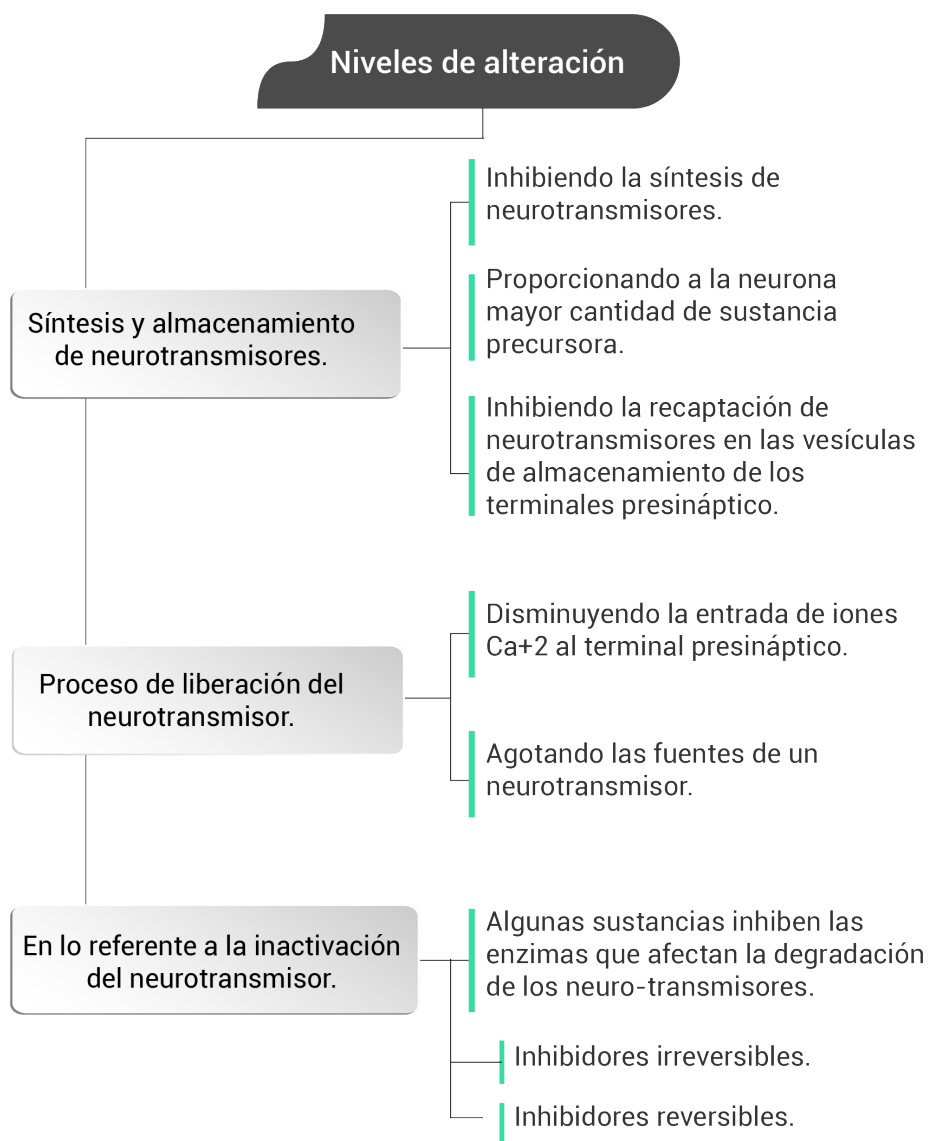 Niveles de alteración
Síntesis y almacenamiento
de neurotransmisores.
Inhibiendo la síntesis de
neurotransmisores.
Proporcionando a la neurona
mayor cantidad de sustancia
precursora.
Inhibiendo la recaptación de
neurotransmisores en las vesículas
de almacenamiento de los
terminales presináptico.
Proceso de liberación del
neurotransmisor.
Disminuyendo la entrada de iones
Ca+2 al terminal presináptico.
Agotando las fuentes de un
neurotransmisor.
En lo referente a la inactivación
del neurotransmisor.
Algunas sustancias inhiben las
enzimas que afectan la degradación
de los neuro-transmisores.
Inhibidores irreversibles.
Inhibidores reversibles.